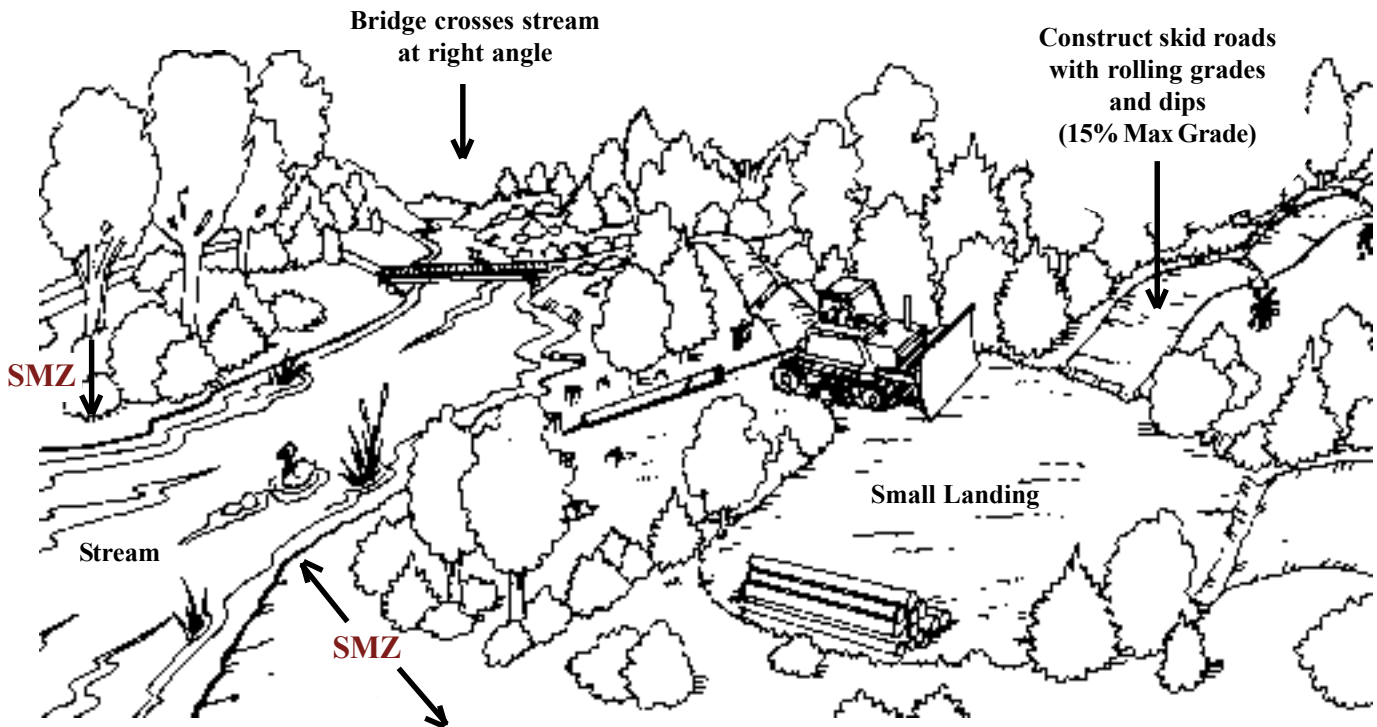 Bridge crosses stream
at right angle
Construct skid roads
with rolling grades
and dips
(15% Max Grade)
SMZ
Small Landing
Stream
SMZ